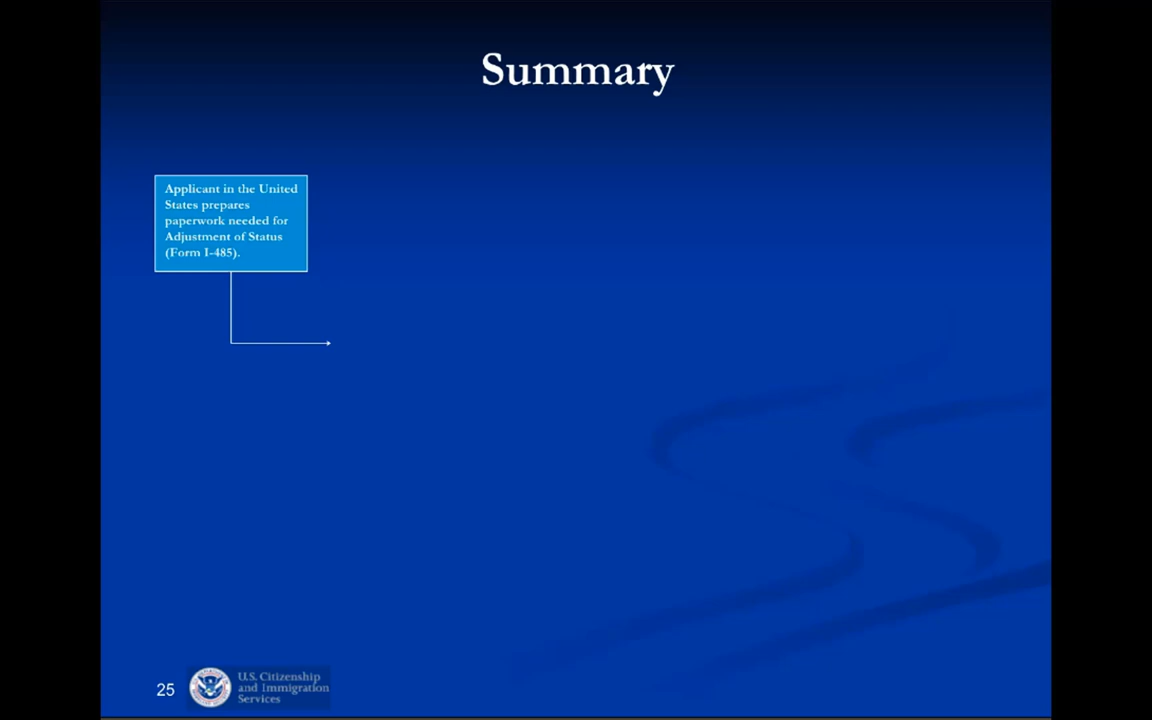 Summary
Applicant in the United
States prepares
paperwork needed for
Adjustment of Status
(Form I-485).
25
U.S. Citizenship
and Immigration
Services